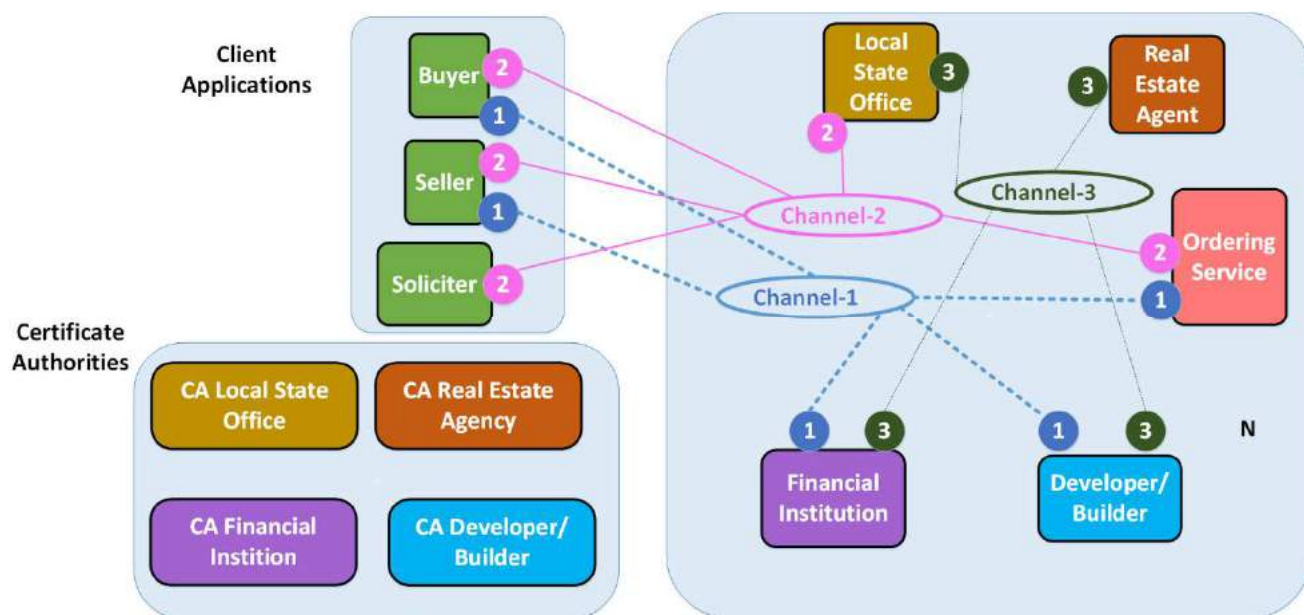 Client
Applications
Buyer
2
1
Seller
2
1
Soliciter
2
Local
State
Office
3
2
3
Real
Estate
Agent
Channel-2
Channel-3
Channel-1
2
1
Ordering
Service
1
3
Financial
Institution
1
3
Developer/
Builder
N
Certificate
Authorities
CA Local State
Office
CA Real Estate
Agency
CA Financial
Instition
CA Developer/
Builder